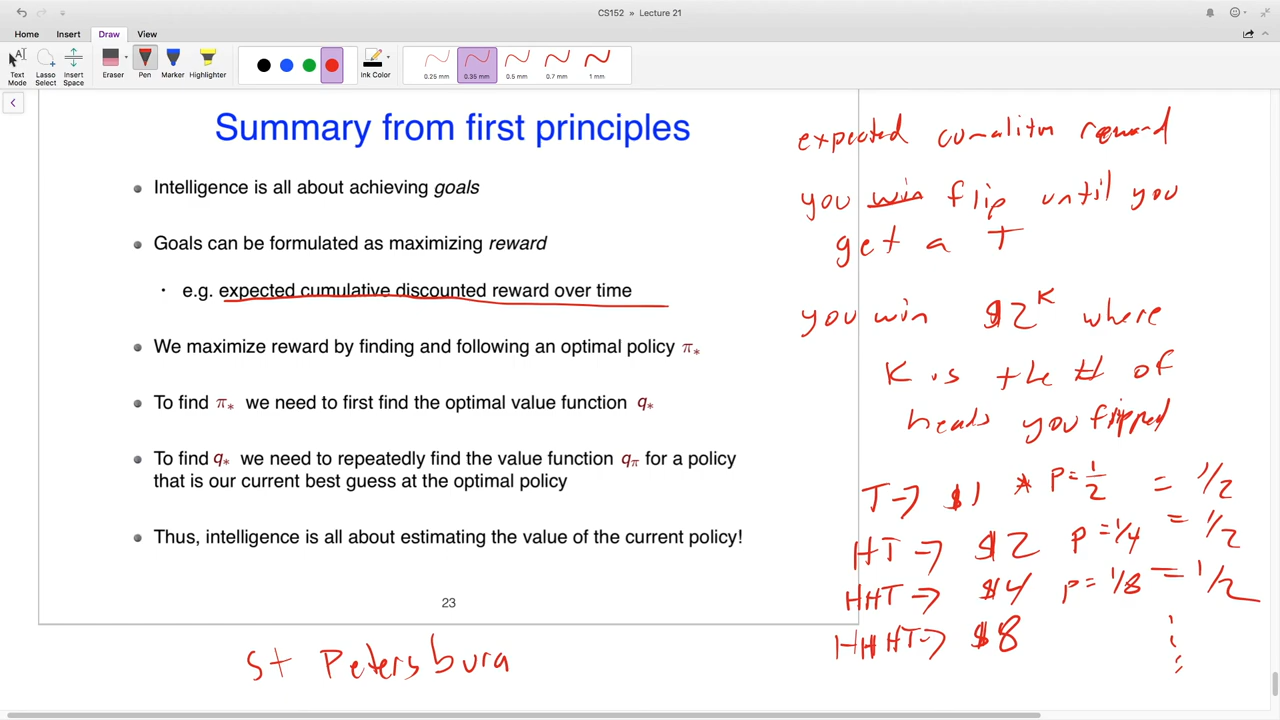 CS152 » Lecture 21
Home Insert Draw View
Text Mode
Lasso Select
Insert Space
Eraser
Pen
Marker
Highlighter
Ink Color
0.25 mm
0.35 mm
0.5 mm
0.7 mm
1 mm
Summary from first principles
Intelligence is all about achieving goals
Goals can be formulated as maximizing reward
e.g. expected cumulative discounted reward over time
We maximize reward by finding and following an optimal policy π*
To find π* we need to first find the optimal value function q*
To find q* we need to repeatedly find the value function qπ for a policy
that is our current best guess at the optimal policy
Thus, intelligence is all about estimating the value of the current policy!
23
St Petersburg
expected reward
you win flip until you
get a T
you win $2^K where
K is the # of
heads you flipped
T → $1 * P = 1/2 = 1/2
HT → $2 P = 1/4 = 1/2
HHT → $4 P = 1/8 = 1/2
HHHT → $8